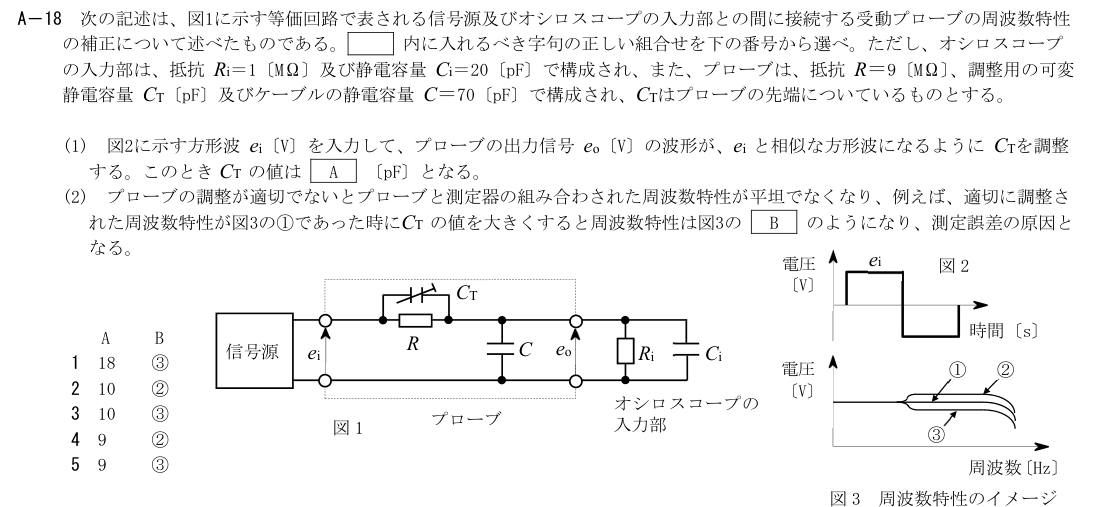 A－18　次の記述は、図1に示す等価回路で表される信号源及びオシロスコープの入力部との間に接続する受動プローブの周波数特性
の補正について述べたものである。 内に入れるべき字句の正しい組合せを下の番号から選べ。ただし、オシロスコープ
の入力部は、抵抗 Ri＝1〔MΩ〕及び静電容量 Ci＝20〔pF〕で構成され、また、プローブは、抵抗 R＝9〔MΩ〕、調整用の可変
静電容量 CT〔pF〕及びケーブルの静電容量 C＝70〔pF〕で構成され、CTはプローブの先端についているものとする。
(1)　図2に示す方形波 ei〔V〕を入力して、プローブの出力信号 eo〔V〕の波形が、ei と相似な方形波になるように CTを調整
する。このとき CT の値は A 〔pF〕となる。
(2)　プローブの調整が適切でないとプローブと測定器の組み合わされた周波数特性が平坦でなくなり、例えば、適切に調整さ
れた周波数特性が図3の①であった時にCT の値を大きくすると周波数特性は図3の B のようになり、測定誤差の原因と
なる。
A B
1 18 ③
2 10 ②
3 10 ③
4 9 ②
5 9 ③
信号源
ei
CT
R
C
eo
Ri
Ci
プローブ
オシロスコープの
入力部
図1
電圧
〔V〕
ei
図2
時間〔s〕
電圧
〔V〕
①
②
③
周波数〔Hz〕
図3　周波数特性のイメージ